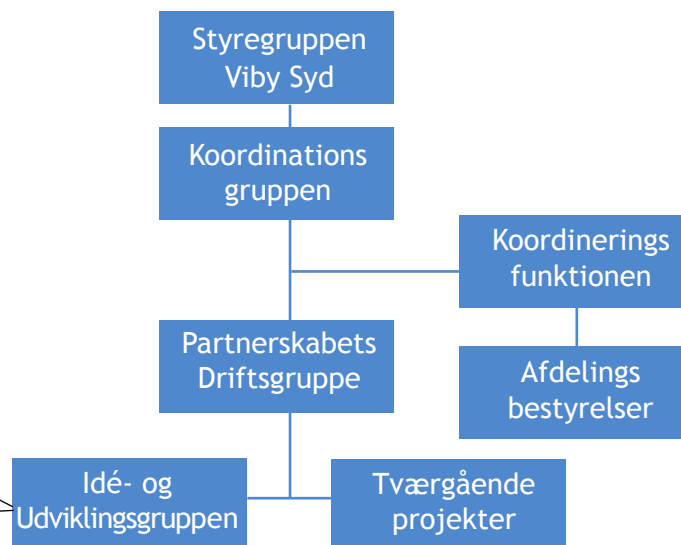 Styregruppen
Viby Syd
Koordinations
gruppen
Koordinerings
funktionen
Partnerskabets
Driftsgruppe
Afdelings
bestyrelser
Idé- og
Udviklingsgruppen
Tværgående
projekter